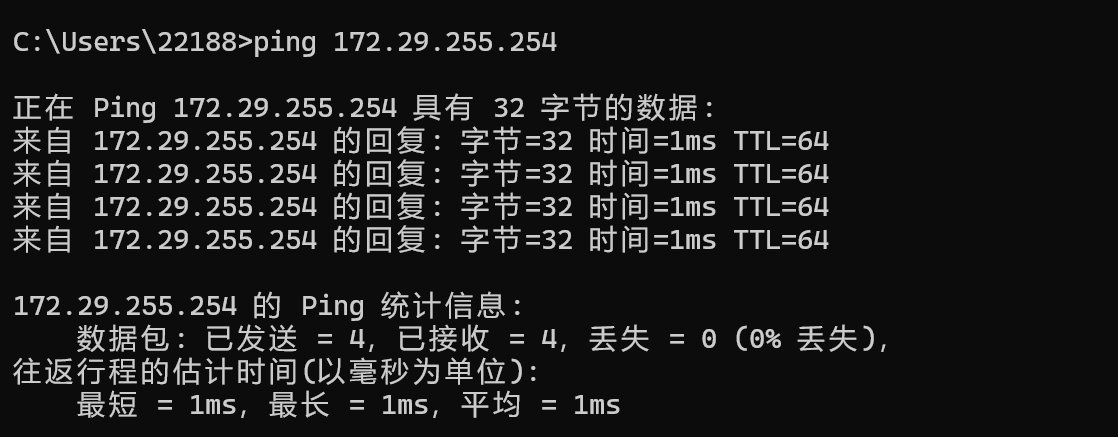 C:\Users\22188>ping 172.29.255.254
正在 Ping 172.29.255.254 具有 32 字节的数据:
来自 172.29.255.254 的回复: 字节=32 时间=1ms TTL=64
来自 172.29.255.254 的回复: 字节=32 时间=1ms TTL=64
来自 172.29.255.254 的回复: 字节=32 时间=1ms TTL=64
来自 172.29.255.254 的回复: 字节=32 时间=1ms TTL=64
172.29.255.254 的 Ping 统计信息:
数据包: 已发送 = 4, 已接收 = 4, 丢失 = 0 (0% 丢失),
往返行程的估计时间(以毫秒为单位):
最短 = 1ms, 最长 = 1ms, 平均 = 1ms